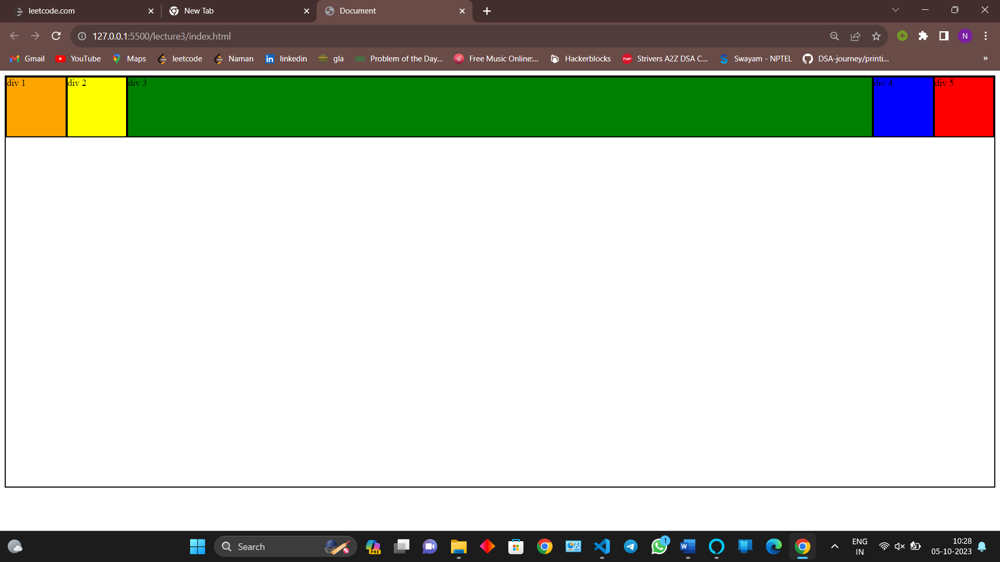 leetcode.com New Tab Document
127.0.0.1:5500/lecture3/index.html N
Gmail YouTube Maps leetcode Naman linkedin gla Problem of the Day... Free Music Online:... Hackerblocks Strivers A2Z DSA C... Swayam - NPTEL DSA-journey/printi... »
div 1 div 2 div 3 div 4 div 5
Search PRE 1 W ENG 10:28
IN 05-10-2023